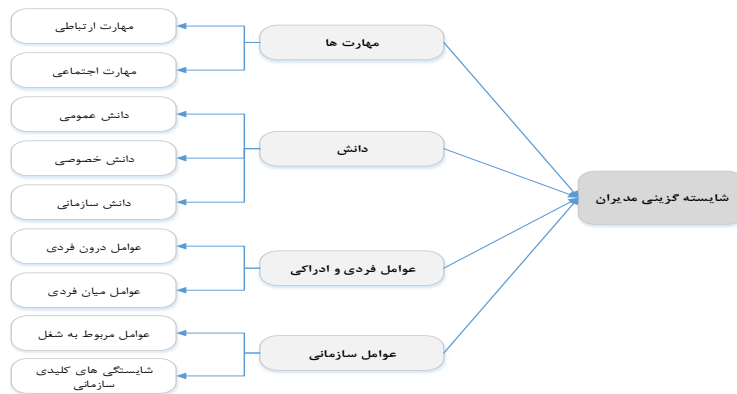 مهارت ها
مهارت ارتباطی
مهارت اجتماعی
دانش
دانش عمومی
دانش خصوصی
دانش سازمانی
شایسته گزینی مدیران
عوامل فردی و ادراکی
عوامل درون فردی
عوامل میان فردی
عوامل سازمانی
عوامل مربوط به شغل
شایستگی های کلیدی
سازمانی